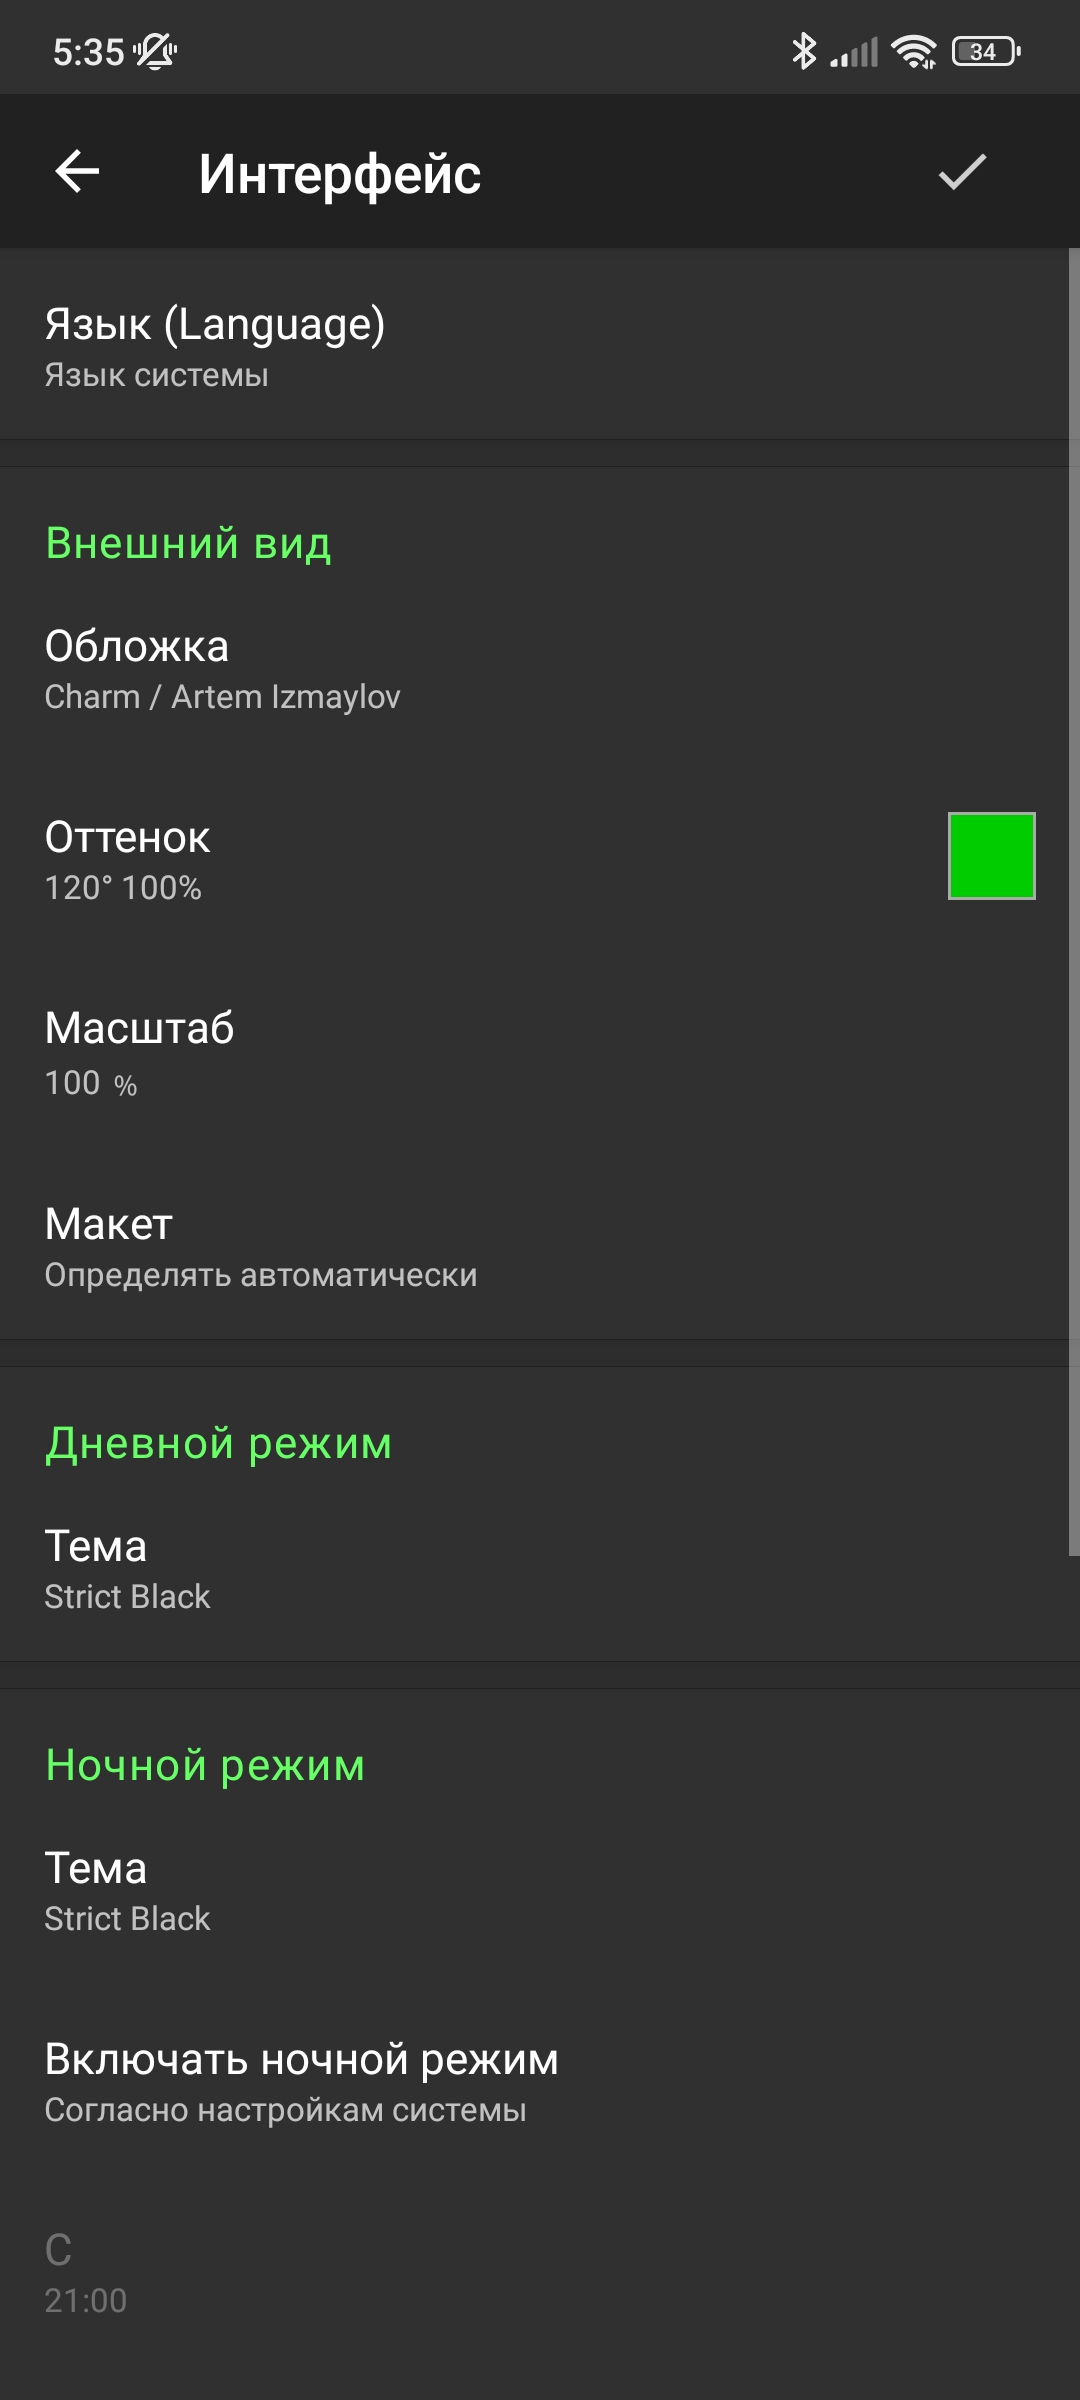 5:35
34
Интерфейс
Язык (Language)
Язык системы
Внешний вид
Обложка
Charm / Artem Izmaylov
Оттенок
120° 100%
Масштаб
100 %
Макет
Определять автоматически
Дневной режим
Тема
Strict Black
Ночной режим
Тема
Strict Black
Включать ночной режим
Согласно настройкам системы
С
21:00